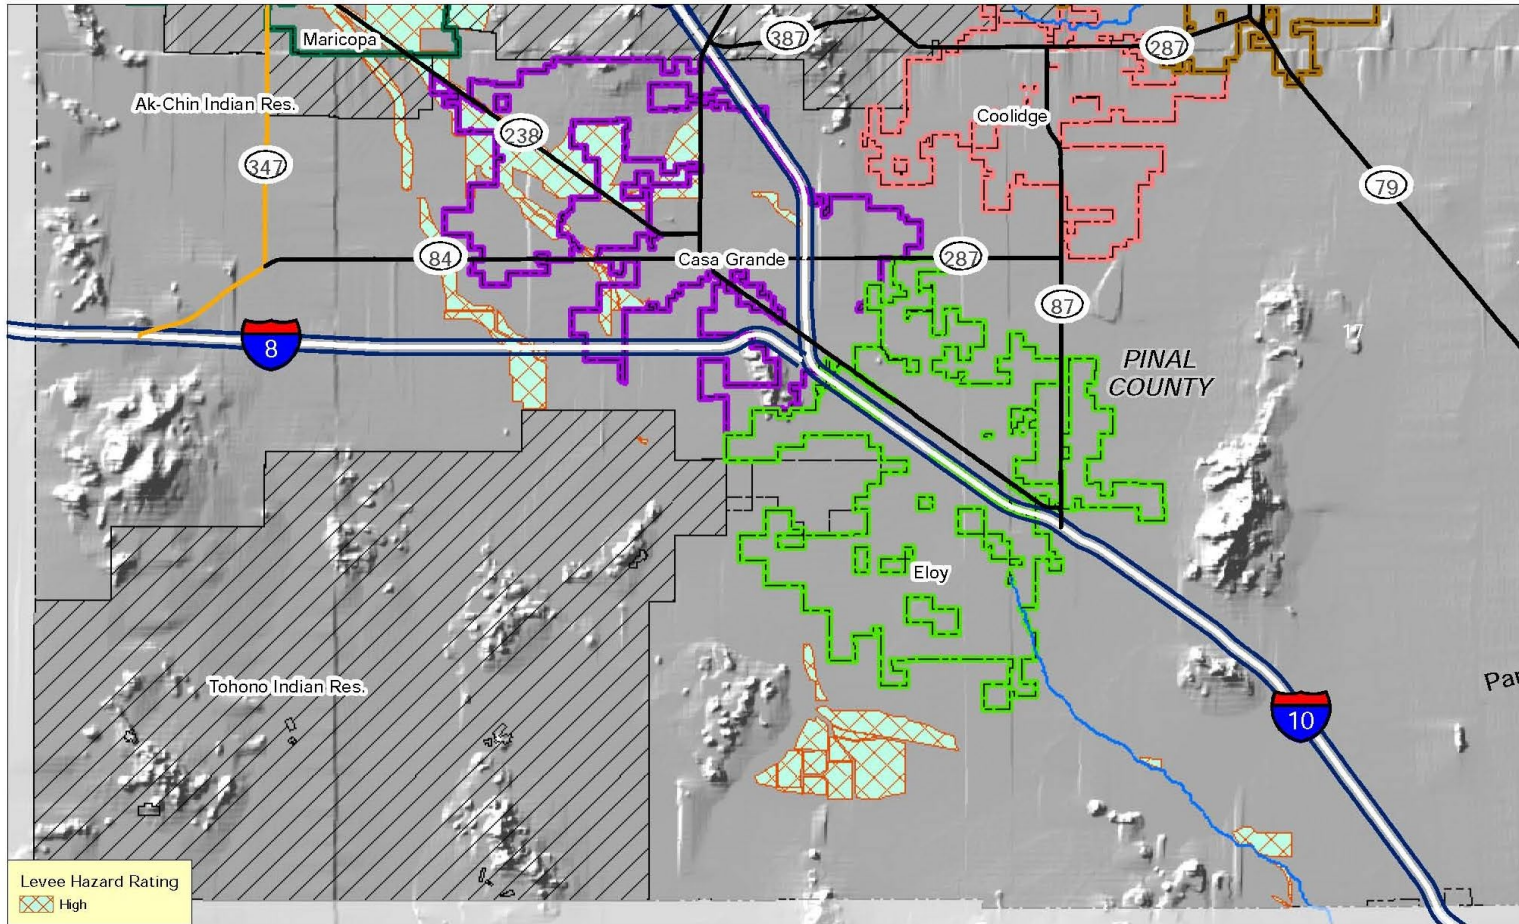 387
287
Maricopa
Ak-Chin Indian Res.
Coolidge
238
347
79
84
Casa Grande
287
87
17
8
PINAL
COUNTY
Eloy
Tohono Indian Res.
10
Levee Hazard Rating
High